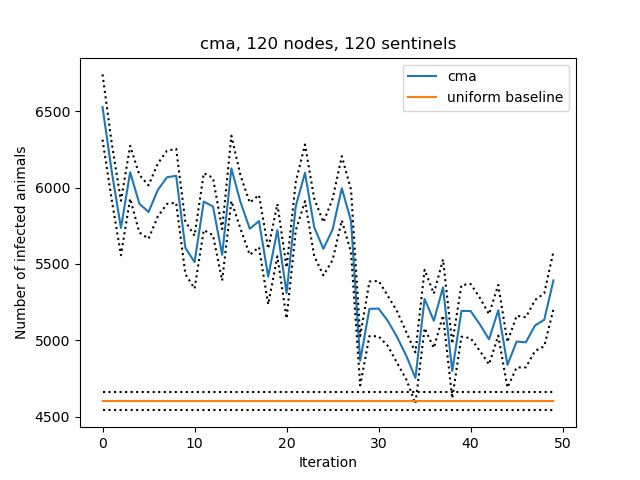 cma, 120 nodes, 120 sentinels
cma
uniform baseline
Number of infected animals
6500
6000
5500
5000
4500
0 10 20 30 40 50
Iteration